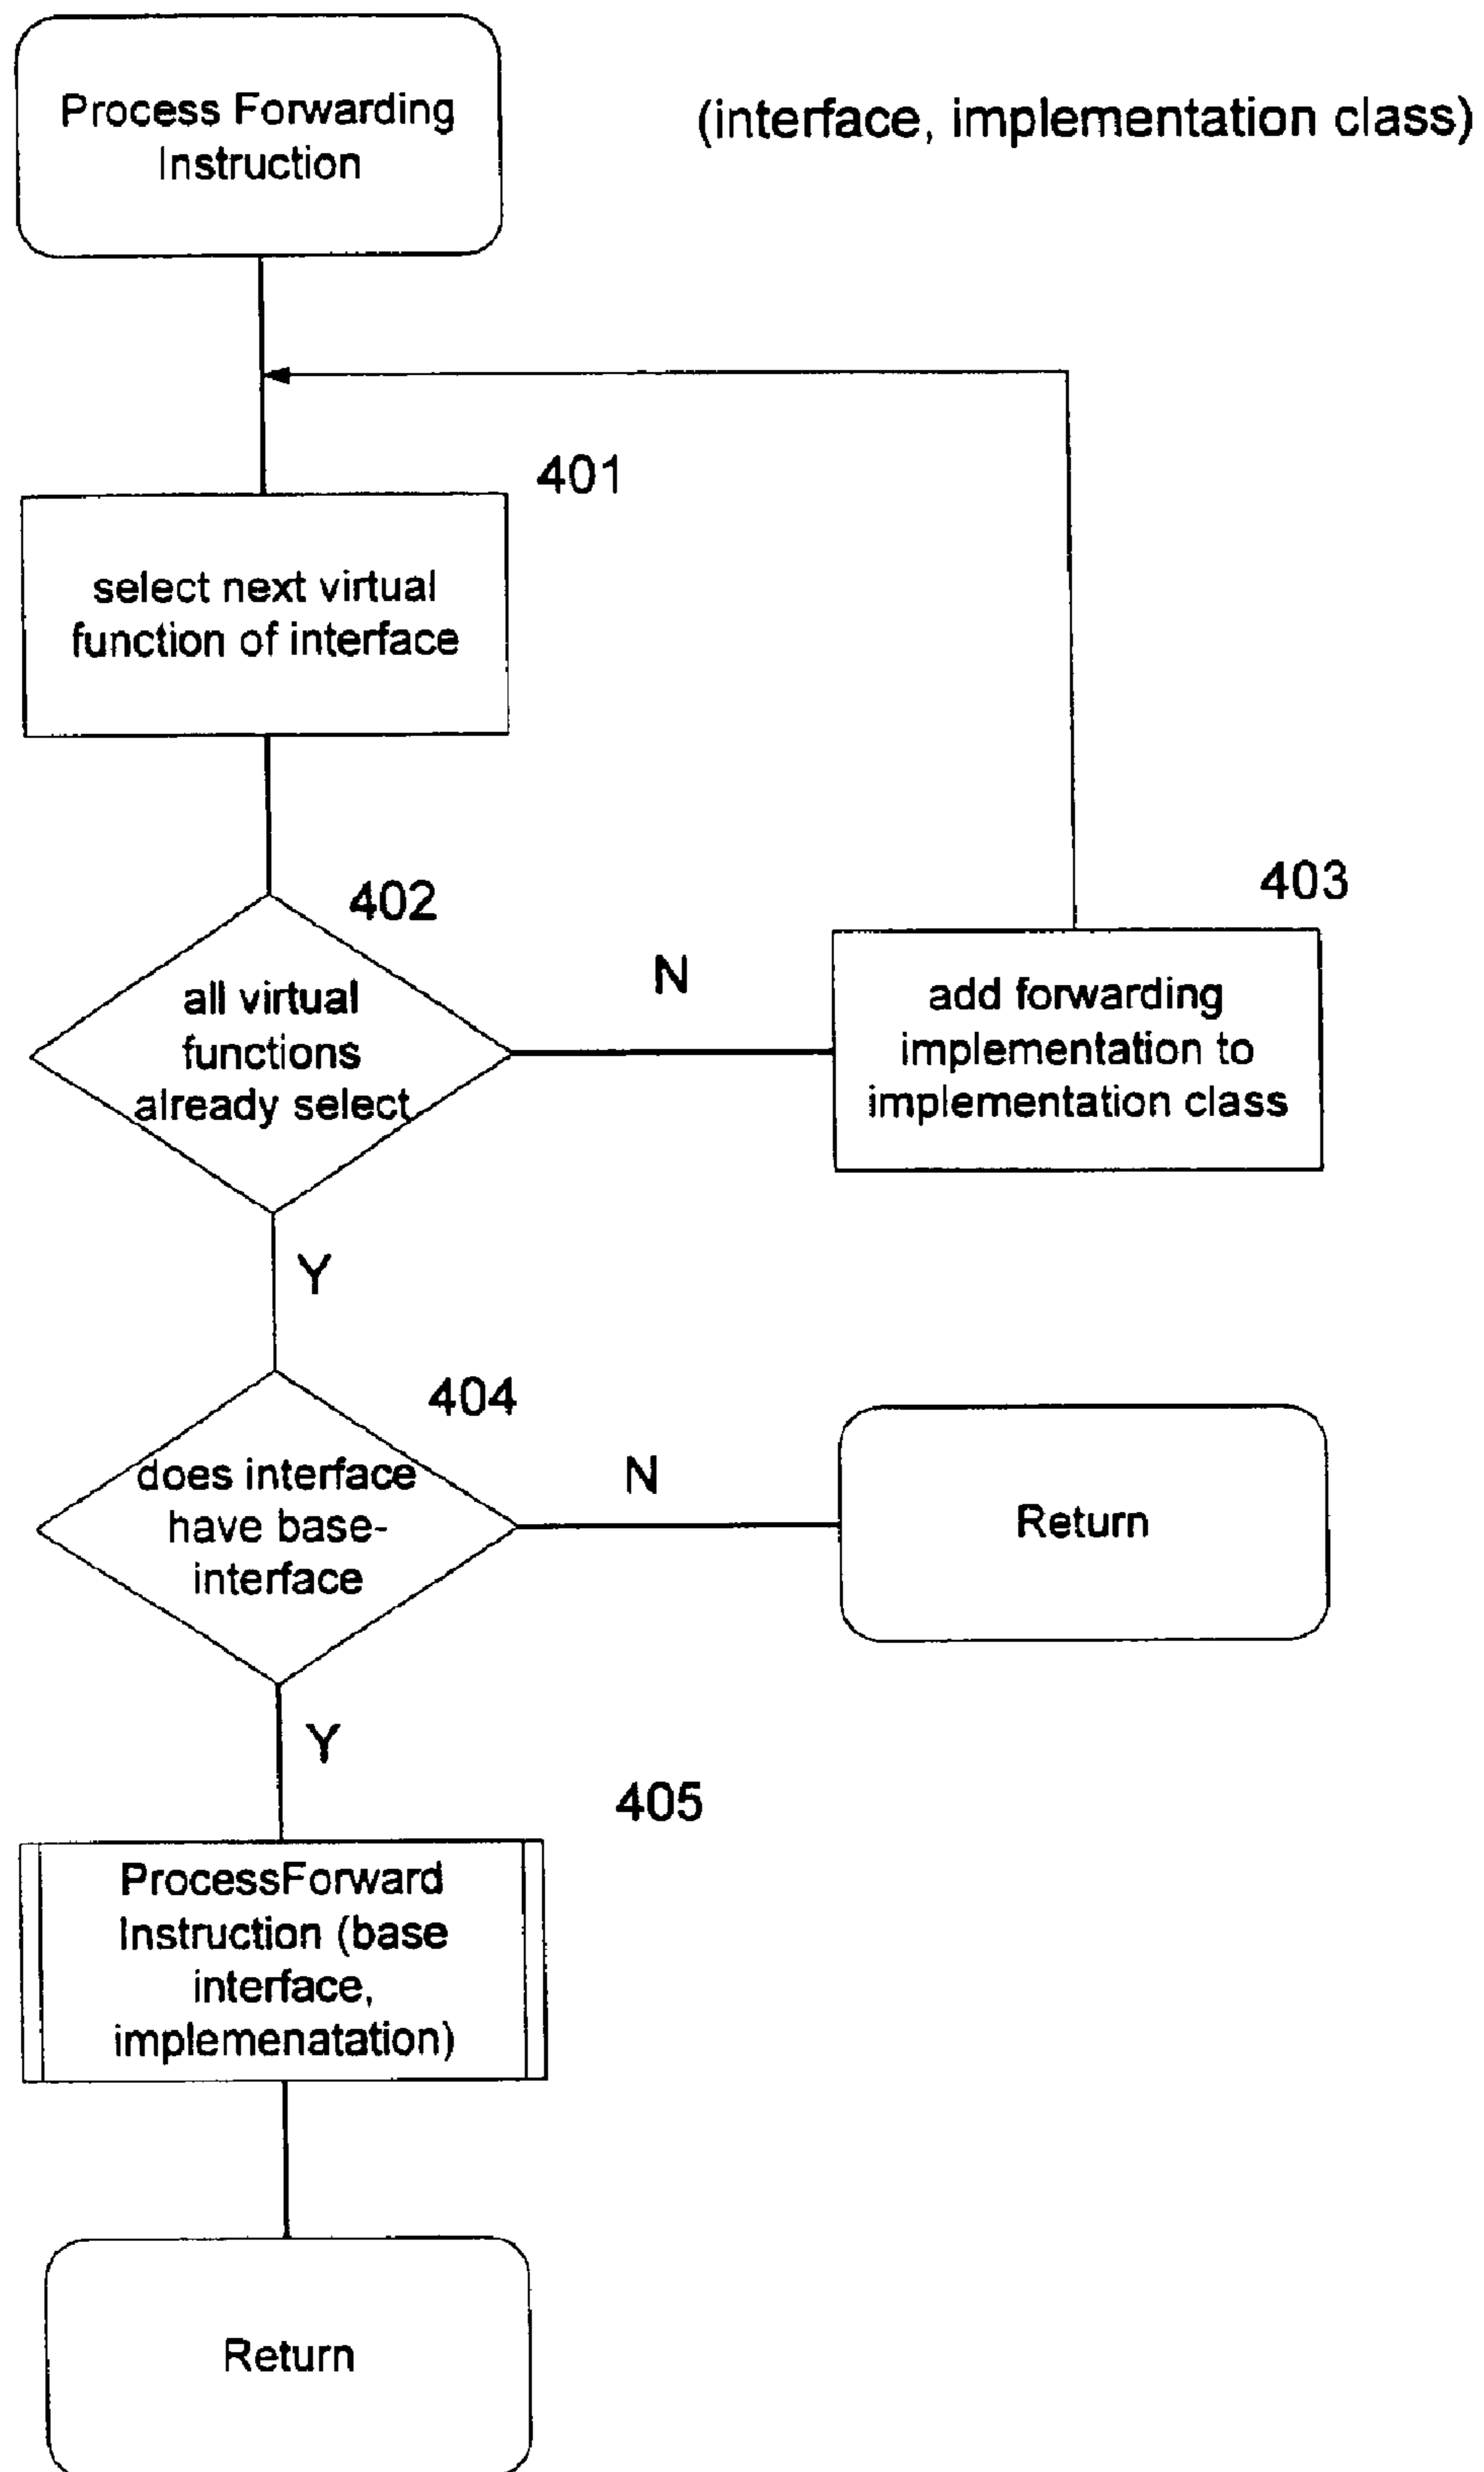 Process Forwarding
Instruction
(interface, implementation class)
401
select next virtual
function of interface
402
all virtual
functions
already select
N
403
add forwarding
implementation to
implementation class
Y
404
does interface
have base-
interface
N
Return
Y
405
ProcessForward
Instruction (base
interface,
implemenatation)
Return